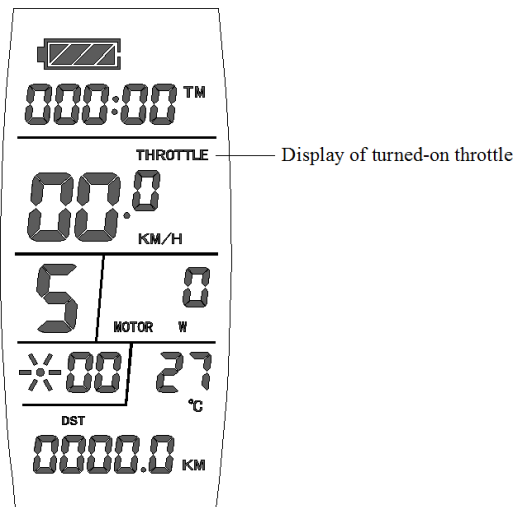 000:00 TM
THROTTLE
Display of turned-on throttle
00.0
KM/H
5
0
MOTOR W
00 27
°C
DST
0000.0 KM